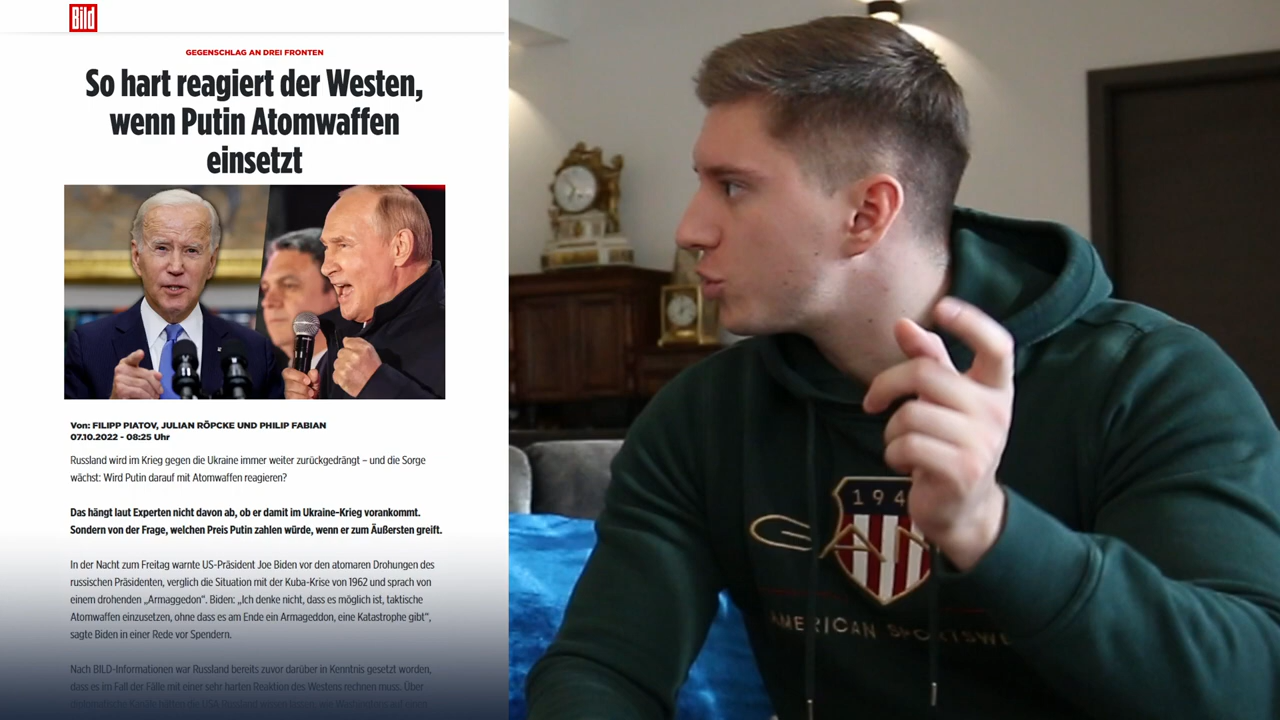 Bild
GEGENSCHLAG AN DREI FRONTEN
So hart reagiert der Westen,
wenn Putin Atomwaffen
einsetzt
Von: FILIPP PIATOV, JULIAN RÖPCKE UND PHILIP FABIAN
07.10.2022 - 08:25 Uhr
Russland wird im Krieg gegen die Ukraine immer weiter zurückgedrängt – und die Sorge
wächst: Wird Putin darauf mit Atomwaffen reagieren?
Das hängt laut Experten nicht davon ab, ob er damit im Ukraine-Krieg vorankommt.
Sondern von der Frage, welchen Preis Putin zahlen würde, wenn er zum Äußersten greift.
In der Nacht zum Freitag warnte US-Präsident Joe Biden vor den atomaren Drohungen des
russischen Präsidenten, verglich die Situation mit der Kuba-Krise von 1962 und sprach von
einem drohenden „Armaggedon“. Biden: „Ich denke nicht, dass es möglich ist, taktische
Atomwaffen einzusetzen, ohne dass es am Ende ein Armageddon, eine Katastrophe gibt“,
sagte Biden in einer Rede vor Spendern.
Nach BILD-Informationen war Russland bereits zuvor darüber in Kenntnis gesetzt worden,
dass es im Fall der Fälle mit einer sehr harten Reaktion des Westens rechnen muss. Über
194
GAN
AMERICAN SPORTSWE